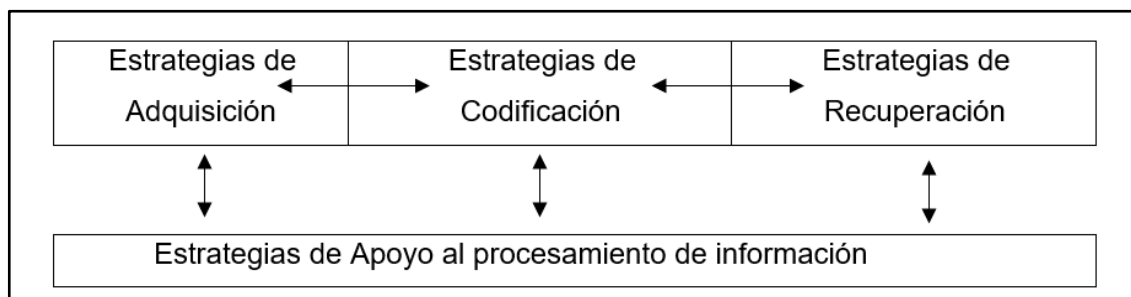 Estrategias de
Adquisición
Estrategias de
Codificación
Estrategias de
Recuperación
Estrategias de Apoyo al procesamiento de información